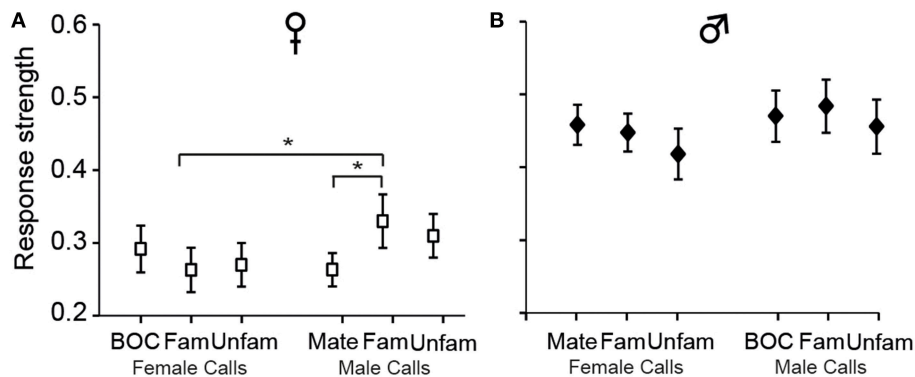 A
B
Response strength
0.6
0.5
0.4
0.3
0.2
*
*
BOC Fam Unfam Mate Fam Unfam
Female Calls Male Calls
Mate Fam Unfam BOC Fam Unfam
Female Calls Male Calls